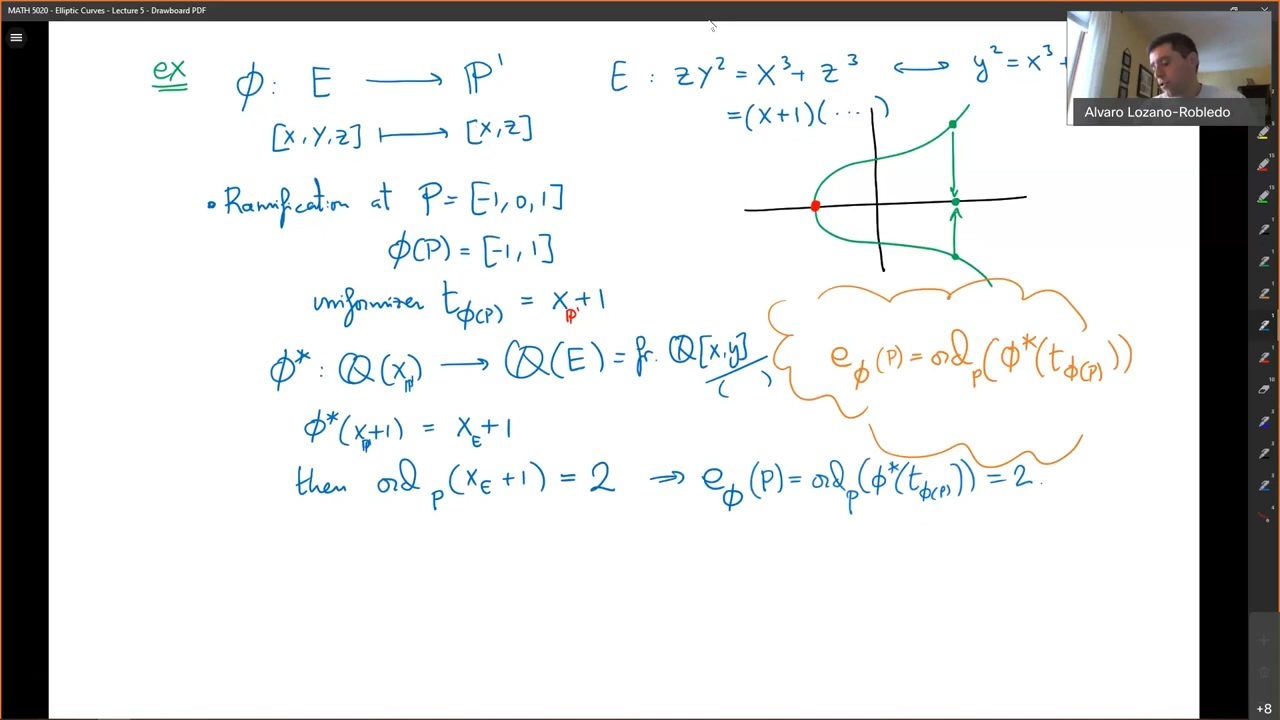 MATH 5020 - Elliptic Curves - Lecture 5 - Drawboard PDF
ex φ: E → P¹ E : ZY² = X³ + Z³ ↔ y² = x³ +
[X,Y,Z] ↦ [X,Z] = (x+1)(⋯)
Alvaro Lozano-Robledo
• Ramification at P = [-1,0,1]
φ(P) = [-1,1]
uniformizer t_φ(P) = x_P¹ + 1
φ* : Q(x_P) → Q(E) = fr. Q[x,y]/( )
e_φ(P) = ord_P(φ*(t_φ(P)))
φ*(x_P+1) = x_E+1
then ord_P(x_E+1) = 2 ⇒ e_φ(P) = ord_P(φ*(t_φ(P))) = 2.
+8